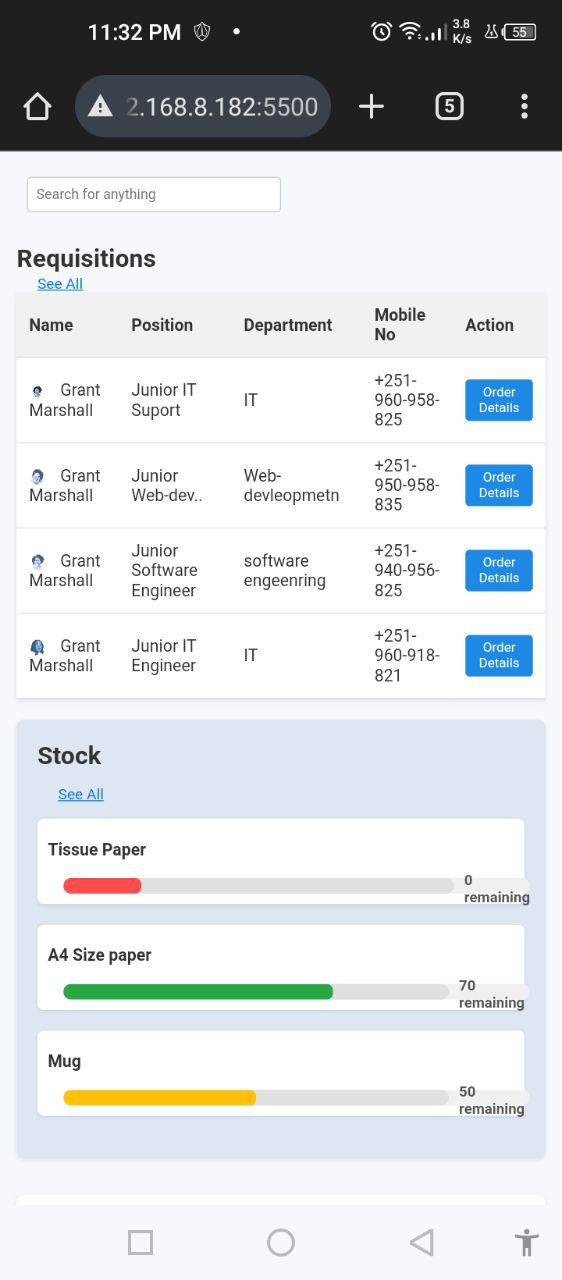 11:32 PM
3.8
K/s
55
2.168.8.182:5500
5
Search for anything
Requisitions
See All
Name Position Department Mobile No Action
Grant Marshall Junior IT Suport IT +251-960-958-825 Order Details
Grant Marshall Junior Web-dev.. Web-devleopmetn +251-950-958-835 Order Details
Grant Marshall Junior Software Engineer software engeenring +251-940-956-825 Order Details
Grant Marshall Junior IT Engineer IT +251-960-918-821 Order Details
Stock
See All
Tissue Paper
0
remaining
A4 Size paper
70
remaining
Mug
50
remaining